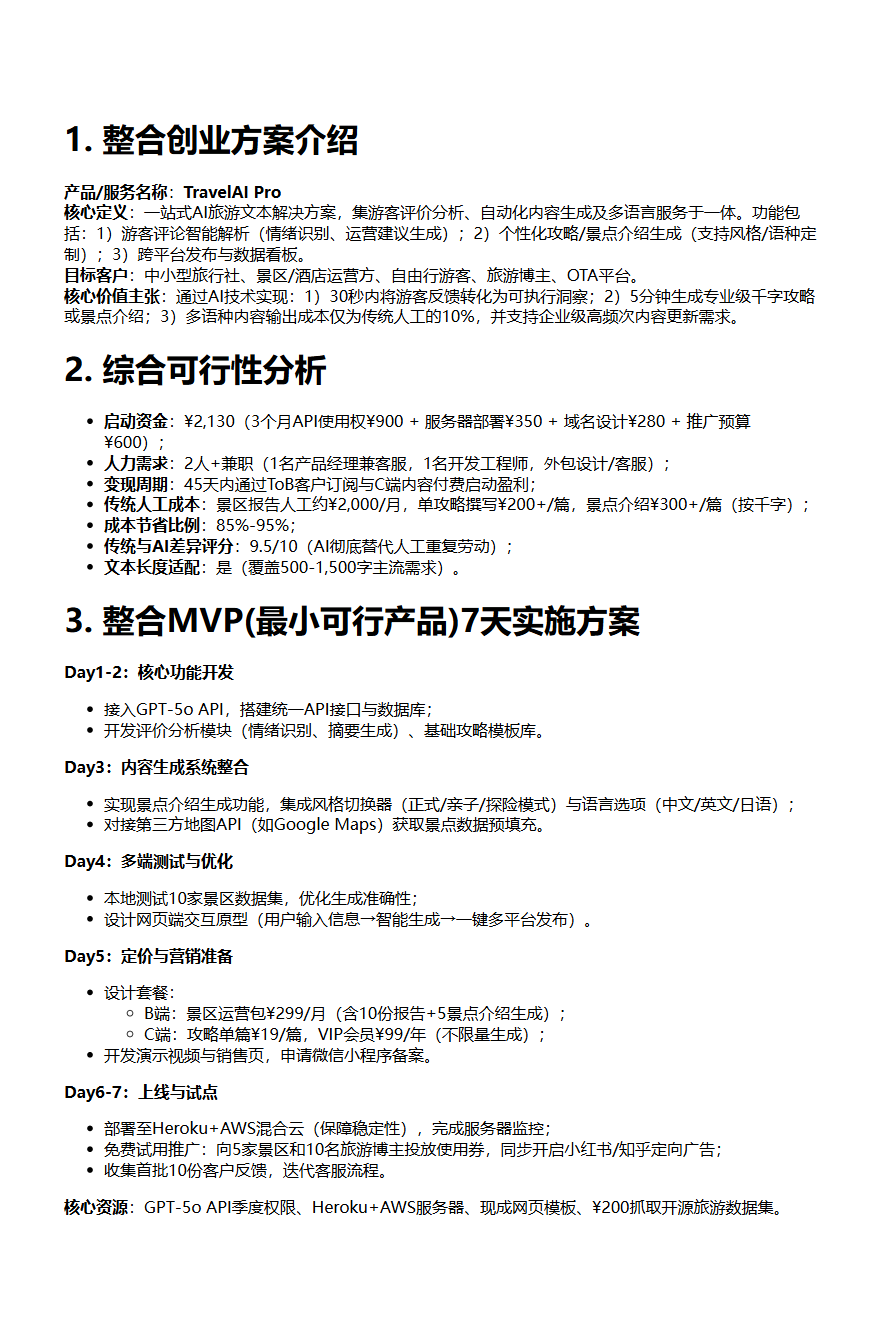 1. 整合创业方案介绍
产品/服务名称：TravelAI Pro
核心定义：一站式AI旅游文本解决方案，集游客评价分析、自动化内容生成及多语言服务于一体。功能包
括：1）游客评论智能解析（情绪识别、运营建议生成）；2）个性化攻略/景点介绍生成（支持风格/语种定
制）；3）跨平台发布与数据看板。
目标客户：中小型旅行社、景区/酒店运营方、自由行游客、旅游博主、OTA平台。
核心价值主张：通过AI技术实现：1）30秒内将游客反馈转化为可执行洞察；2）5分钟生成专业级千字攻略
或景点介绍；3）多语种内容输出成本仅为传统人工的10%，并支持企业级高频次内容更新需求。
2. 综合可行性分析
• 启动资金：¥2,130（3个月API使用权¥900 + 服务器部署¥350 + 域名设计¥280 + 推广预算
¥600）；
• 人力需求：2人+兼职（1名产品经理兼客服，1名开发工程师，外包设计/客服）；
• 变现周期：45天内通过ToB客户订阅与C端内容付费启动盈利；
• 传统人工成本：景区报告人工约¥2,000/月，单攻略撰写¥200+/篇，景点介绍¥300+/篇（按千字）；
• 成本节省比例：85%-95%；
• 传统与AI差异评分：9.5/10（AI彻底替代人工重复劳动）；
• 文本长度适配：是（覆盖500-1,500字主流需求）。
3. 整合MVP(最小可行产品)7天实施方案
Day1-2：核心功能开发
• 接入GPT-5o API，搭建统一API接口与数据库；
• 开发评价分析模块（情绪识别、摘要生成）、基础攻略模板库。
Day3：内容生成系统整合
• 实现景点介绍生成功能，集成风格切换器（正式/亲子/探险模式）与语言选项（中文/英文/日语）；
• 对接第三方地图API（如Google Maps）获取景点数据预填充。
Day4：多端测试与优化
• 本地测试10家景区数据集，优化生成准确性；
• 设计网页端交互原型（用户输入信息→智能生成→一键多平台发布）。
Day5：定价与营销准备
• 设计套餐：
◦ B端：景区运营包¥299/月（含10份报告+5景点介绍生成）；
◦ C端：攻略单篇¥19/篇，VIP会员¥99/年（不限量生成）；
• 开发演示视频与销售页，申请微信小程序备案。
Day6-7：上线与试点
• 部署至Heroku+AWS混合云（保障稳定性），完成服务器监控；
• 免费试用推广：向5家景区和10名旅游博主投放使用券，同步开启小红书/知乎定向广告；
• 收集首批10份客户反馈，迭代客服流程。
核心资源：GPT-5o API季度权限、Heroku+AWS服务器、现成网页模板、¥200抓取开源旅游数据集。